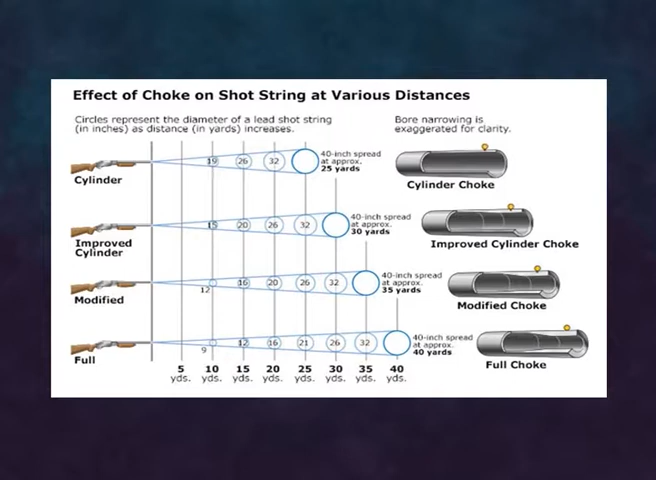 Effect of Choke on Shot String at Various Distances
Circles represent the diameter of a lead shot string
(in inches) as distance (in yards) increases.
Bore narrowing is
exaggerated for clarity.
19 26 32
40-inch spread
at approx.
25 yards
Cylinder
Cylinder Choke
15 20 26 32
40-inch spread
at approx.
30 yards
Improved
Cylinder
Improved Cylinder Choke
12 16 20 26 32
40-inch spread
at approx.
35 yards
Modified
Modified Choke
9 12 16 21 26 32
40-inch spread
at approx.
40 yards
Full
Full Choke
5 10 15 20 25 30 35 40
yds. yds. yds. yds. yds. yds. yds. yds.